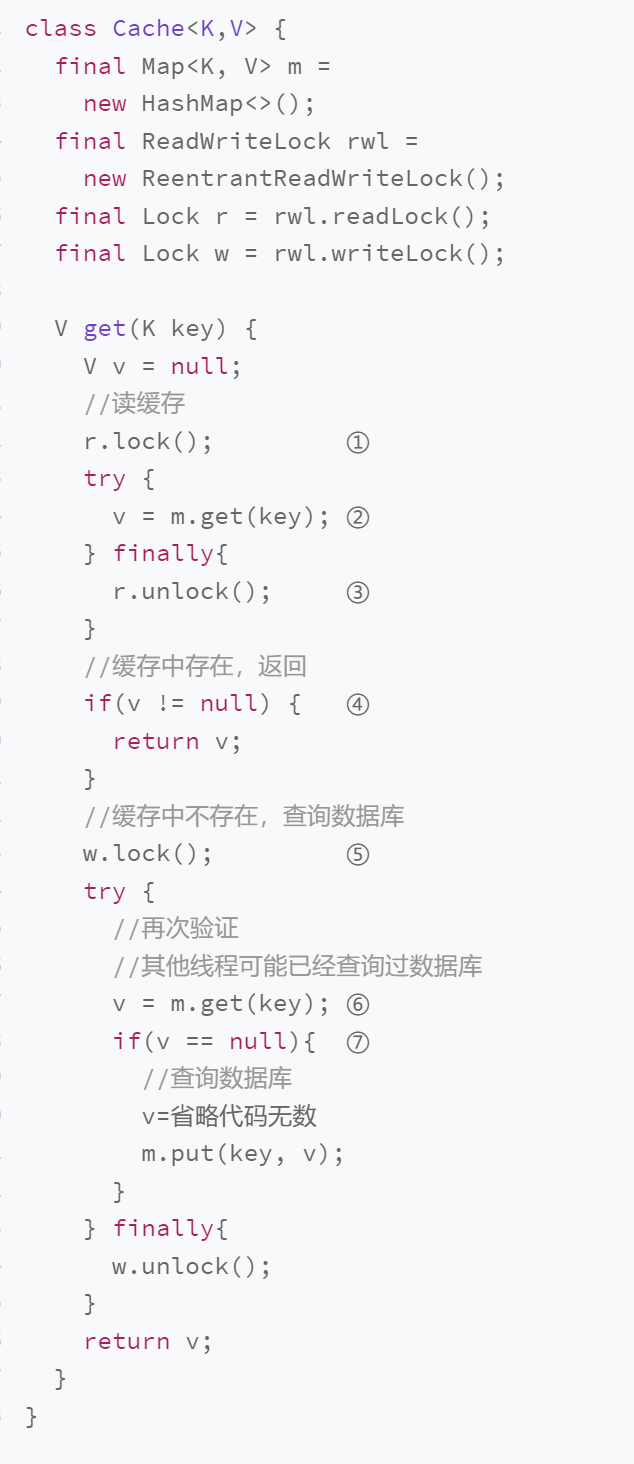 class Cache<K,V> {
  final Map<K, V> m =
    new HashMap<>();
  final ReadWriteLock rwl =
    new ReentrantReadWriteLock();
  final Lock r = rwl.readLock();
  final Lock w = rwl.writeLock();

  V get(K key) {
    V v = null;
    //读缓存
    r.lock();         ①
    try {
      v = m.get(key); ②
    } finally{
      r.unlock();     ③
    }
    //缓存中存在，返回
    if(v != null) {   ④
      return v;
    }
    //缓存中不存在，查询数据库
    w.lock();         ⑤
    try {
      //再次验证
      //其他线程可能已经查询过数据库
      v = m.get(key); ⑥
      if(v == null){  ⑦
        //查询数据库
        v=省略代码无数
        m.put(key, v);
      }
    } finally{
      w.unlock();
    }
    return v;
  }
}